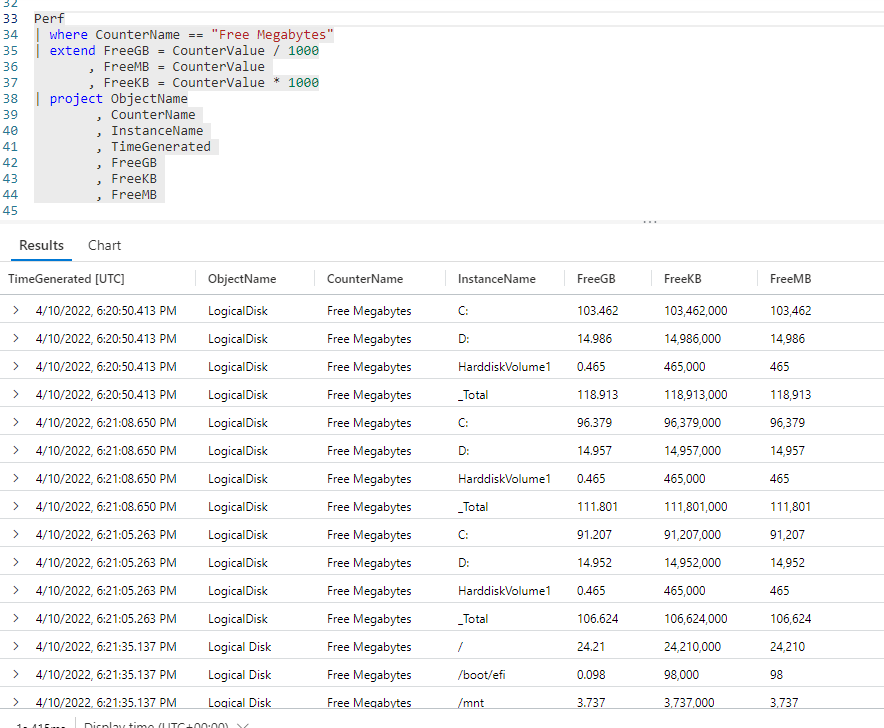 32
33 Perf
34 | where CounterName == "Free Megabytes"
35 | extend FreeGB = CounterValue / 1000
36 , FreeMB = CounterValue
37 , FreeKB = CounterValue * 1000
38 | project ObjectName
39 , CounterName
40 , InstanceName
41 , TimeGenerated
42 , FreeGB
43 , FreeKB
44 , FreeMB
45
...
Results Chart
TimeGenerated [UTC] ObjectName CounterName InstanceName FreeGB FreeKB FreeMB
> 4/10/2022, 6:20:50.413 PM LogicalDisk Free Megabytes C: 103.462 103,462,000 103,462
> 4/10/2022, 6:20:50.413 PM LogicalDisk Free Megabytes D: 14.986 14,986,000 14,986
> 4/10/2022, 6:20:50.413 PM LogicalDisk Free Megabytes HarddiskVolume1 0.465 465,000 465
> 4/10/2022, 6:20:50.413 PM LogicalDisk Free Megabytes _Total 118.913 118,913,000 118,913
> 4/10/2022, 6:21:08.650 PM LogicalDisk Free Megabytes C: 96.379 96,379,000 96,379
> 4/10/2022, 6:21:08.650 PM LogicalDisk Free Megabytes D: 14.957 14,957,000 14,957
> 4/10/2022, 6:21:08.650 PM LogicalDisk Free Megabytes HarddiskVolume1 0.465 465,000 465
> 4/10/2022, 6:21:08.650 PM LogicalDisk Free Megabytes _Total 111.801 111,801,000 111,801
> 4/10/2022, 6:21:05.263 PM LogicalDisk Free Megabytes C: 91.207 91,207,000 91,207
> 4/10/2022, 6:21:05.263 PM LogicalDisk Free Megabytes D: 14.952 14,952,000 14,952
> 4/10/2022, 6:21:05.263 PM LogicalDisk Free Megabytes HarddiskVolume1 0.465 465,000 465
> 4/10/2022, 6:21:05.263 PM LogicalDisk Free Megabytes _Total 106.624 106,624,000 106,624
> 4/10/2022, 6:21:35.137 PM Logical Disk Free Megabytes / 24.21 24,210,000 24,210
> 4/10/2022, 6:21:35.137 PM Logical Disk Free Megabytes /boot/efi 0.098 98,000 98
> 4/10/2022, 6:21:35.137 PM Logical Disk Free Megabytes /mnt 3.737 3,737,000 3,737
1s 415ms Display time (UTC+00:00)